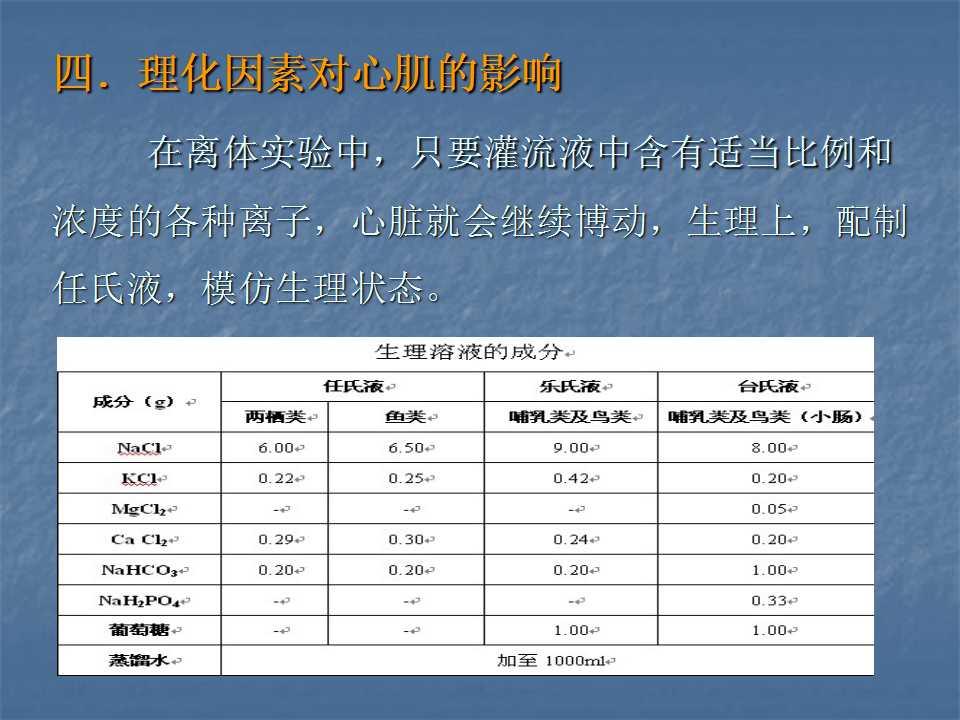 四．理化因素对心肌的影响
在离体实验中，只要灌流液中含有适当比例和
浓度的各种离子，心脏就会继续博动，生理上，配制
任氏液，模仿生理状态。
生理溶液的成分
成分（g） 任氏液 乐氏液 台氏液
两栖类 鱼类 哺乳类及鸟类 哺乳类及鸟类（小肠）
NaCl 6.00 6.50 9.00 8.00
KCl 0.22 0.25 0.42 0.20
MgCl₂ - - - 0.05
Ca Cl₂ 0.29 0.30 0.24 0.20
NaHCO₃ 0.20 0.20 0.20 1.00
NaH₂PO₄ - - - 0.33
葡萄糖 - - 1.00 1.00
蒸馏水 加至 1000ml